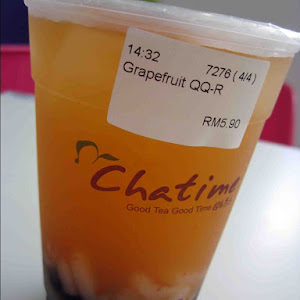 14:32 7276 (4/4)
Grapefruit QQ-R
RM5.90
Chatime
Good Tea Good Time